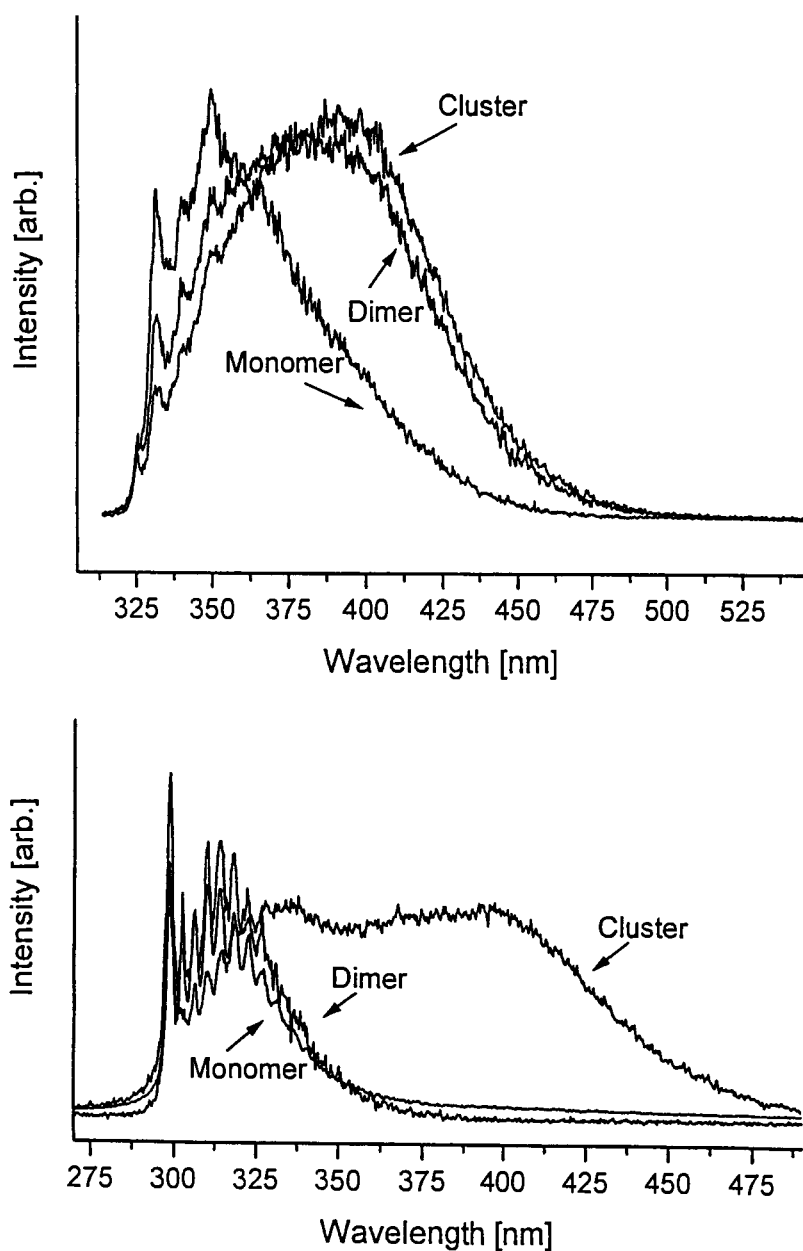 Intensity [arb.]
Cluster
Dimer
Monomer
325 350 375 400 425 450 475 500 525
Wavelength [nm]
Intensity [arb.]
Cluster
Dimer
Monomer
275 300 325 350 375 400 425 450 475
Wavelength [nm]